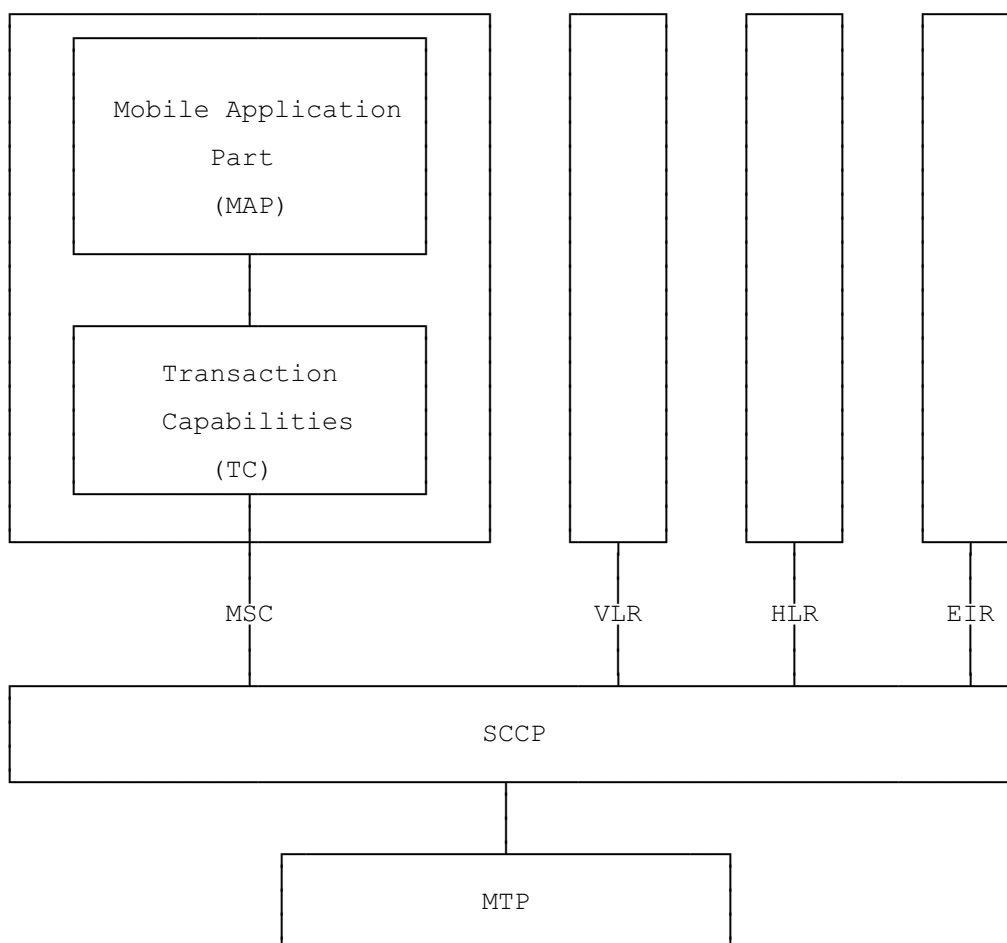 Mobile Application
Part
(MAP)
Transaction
Capabilities
(TC)
MSC
VLR
HLR
EIR
SCCP
MTP